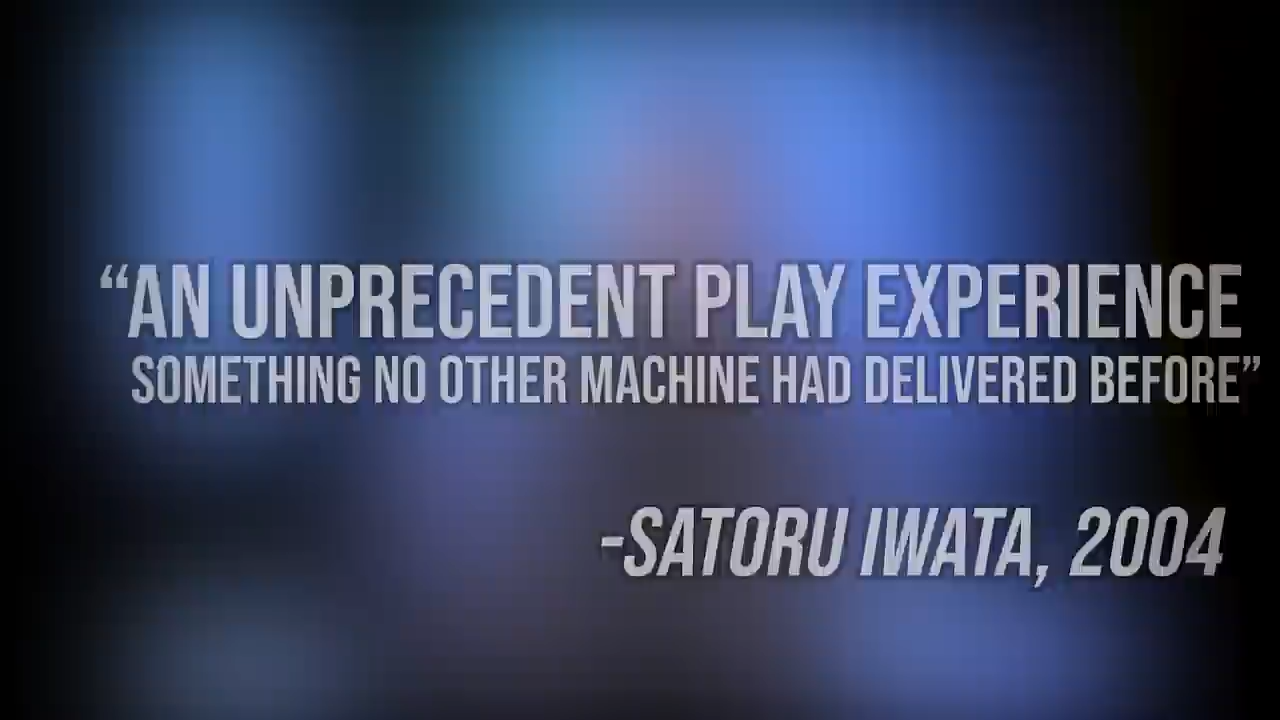 “AN UNPRECEDENT PLAY EXPERIENCE
SOMETHING NO OTHER MACHINE HAD DELIVERED BEFORE”
-SATORU IWATA, 2004